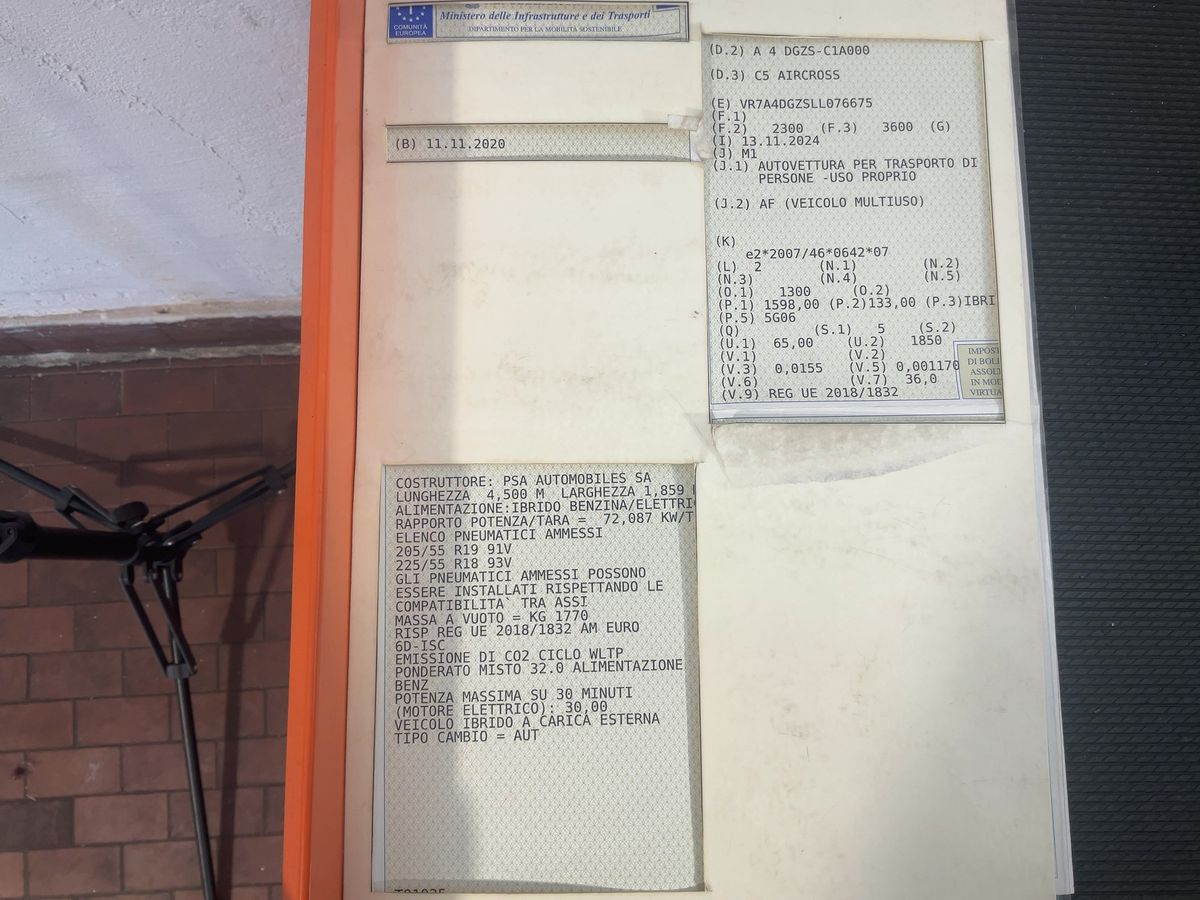 COMUNITÀ
EUROPEA
Ministero delle Infrastrutture e dei Trasporti
DIPARTIMENTO PER LA MOBILITÀ SOSTENIBILE
(B) 11.11.2020
(D.2) A 4 DGZS-C1A000
(D.3) C5 AIRCROSS
(E) VR7A4DGZSLL076675
(F.1)
(F.2) 2300 (F.3) 3600 (G)
(I) 13.11.2024
(J) M1
(J.1) AUTOVETTURA PER TRASPORTO DI
PERSONE -USO PROPRIO
(J.2) AF (VEICOLO MULTIUSO)
(K)
e2*2007/46*0642*07
(L) 2 (N.1) (N.2)
(N.3) (N.4) (N.5)
(O.1) 1300 (O.2)
(P.1) 1598,00 (P.2)133,00 (P.3)IBRI
(P.5) 5G06
(Q) (S.1) 5 (S.2)
(U.1) 65,00 (U.2) 1850
(V.1) (V.2)
(V.3) 0,0155 (V.5) 0,001170
(V.6) (V.7) 36,0
(V.9) REG UE 2018/1832
IMPOST
DI BOLL
ASSOLT
IN MOD
VIRTUA
COSTRUTTORE: PSA AUTOMOBILES SA
LUNGHEZZA 4,500 M LARGHEZZA 1,859
ALIMENTAZIONE:IBRIDO BENZINA/ELETTRI
RAPPORTO POTENZA/TARA = 72,087 KW/T
ELENCO PNEUMATICI AMMESSI
205/55 R19 91V
225/55 R18 93V
GLI PNEUMATICI AMMESSI POSSONO
ESSERE INSTALLATI RISPETTANDO LE
COMPATIBILITA` TRA ASSI
MASSA A VUOTO = KG 1770
RISP REG UE 2018/1832 AM EURO
6D-ISC
EMISSIONE DI CO2 CICLO WLTP
PONDERATO MISTO 32.0 ALIMENTAZIONE
BENZ
POTENZA MASSIMA SU 30 MINUTI
(MOTORE ELETTRICO): 30,00
VEICOLO IBRIDO A CARICA ESTERNA
TIPO CAMBIO = AUT